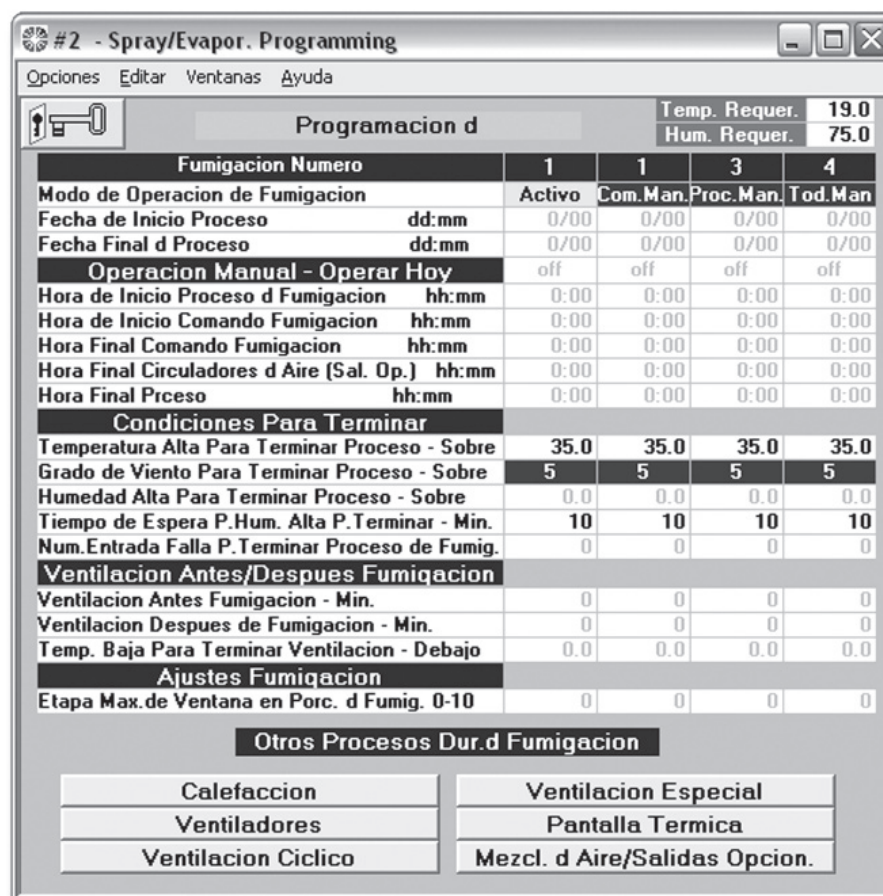 #2 - Spray/Evapor. Programming
Opciones Editar Ventanas Ayuda
Programacion d
Temp. Requer. 19.0
Hum. Requer. 75.0
Fumigacion Numero 1 1 3 4
Modo de Operacion de Fumigacion Activo Com.Man. Proc.Man. Tod.Man
Fecha de Inicio Proceso dd:mm 0/00 0/00 0/00 0/00
Fecha Final d Proceso dd:mm 0/00 0/00 0/00 0/00
Operacion Manual - Operar Hoy off off off off
Hora de Inicio Proceso d Fumigacion hh:mm 0:00 0:00 0:00 0:00
Hora de Inicio Comando Fumigacion hh:mm 0:00 0:00 0:00 0:00
Hora Final Comando Fumigacion hh:mm 0:00 0:00 0:00 0:00
Hora Final Circuladores d Aire (Sal. Op.) hh:mm 0:00 0:00 0:00 0:00
Hora Final Prceso hh:mm 0:00 0:00 0:00 0:00
Condiciones Para Terminar
Temperatura Alta Para Terminar Proceso - Sobre 35.0 35.0 35.0 35.0
Grado de Viento Para Terminar Proceso - Sobre 5 5 5 5
Humedad Alta Para Terminar Proceso - Sobre 0.0 0.0 0.0 0.0
Tiempo de Espera P.Hum. Alta P.Terminar - Min. 10 10 10 10
Num.Entrada Falla P.Terminar Proceso de Fumig. 0 0 0 0
Ventilacion Antes/Despues Fumigacion
Ventilacion Antes Fumigacion - Min. 0 0 0 0
Ventilacion Despues de Fumigacion - Min. 0 0 0 0
Temp. Baja Para Terminar Ventilacion - Debajo 0.0 0.0 0.0 0.0
Ajustes Fumigacion
Etapa Max.de Ventana en Porc. d Fumig. 0-10 0 0 0 0
Otros Procesos Dur.d Fumigacion
Calefaccion Ventilacion Especial
Ventiladores Pantalla Termica
Ventilacion Ciclico Mezcl. d Aire/Salidas Opcion.